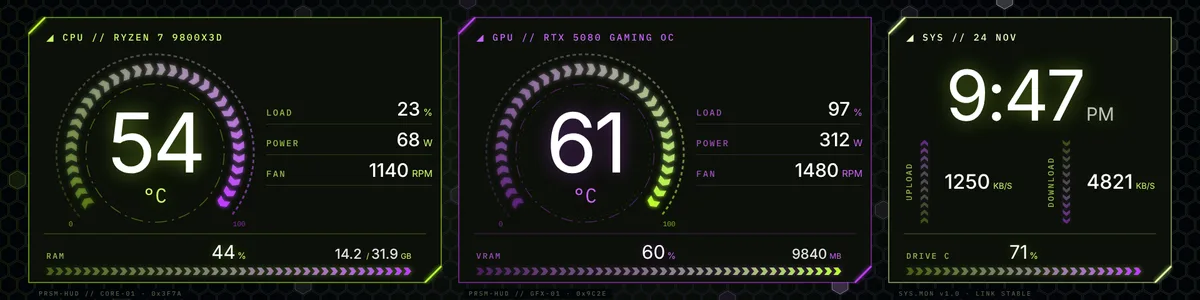 CPU // RYZEN 7 9800X3D
54
°C
0
100
LOAD 23 %
POWER 68 W
FAN 1140 RPM
RAM 44 % 14.2 / 31.9 GB
PRSM-HUD // CORE-01 · 0x3F7A
GPU // RTX 5080 GAMING OC
61
°C
0
100
LOAD 97 %
POWER 312 W
FAN 1480 RPM
VRAM 60 % 9840 MB
PRSM-HUD // GFX-01 · 0x9C2E
SYS // 24 NOV
9:47 PM
UPLOAD 1250 KB/S
DOWNLOAD 4821 KB/S
DRIVE C 71 %
SYS.MON v1.0 · LINK STABLE